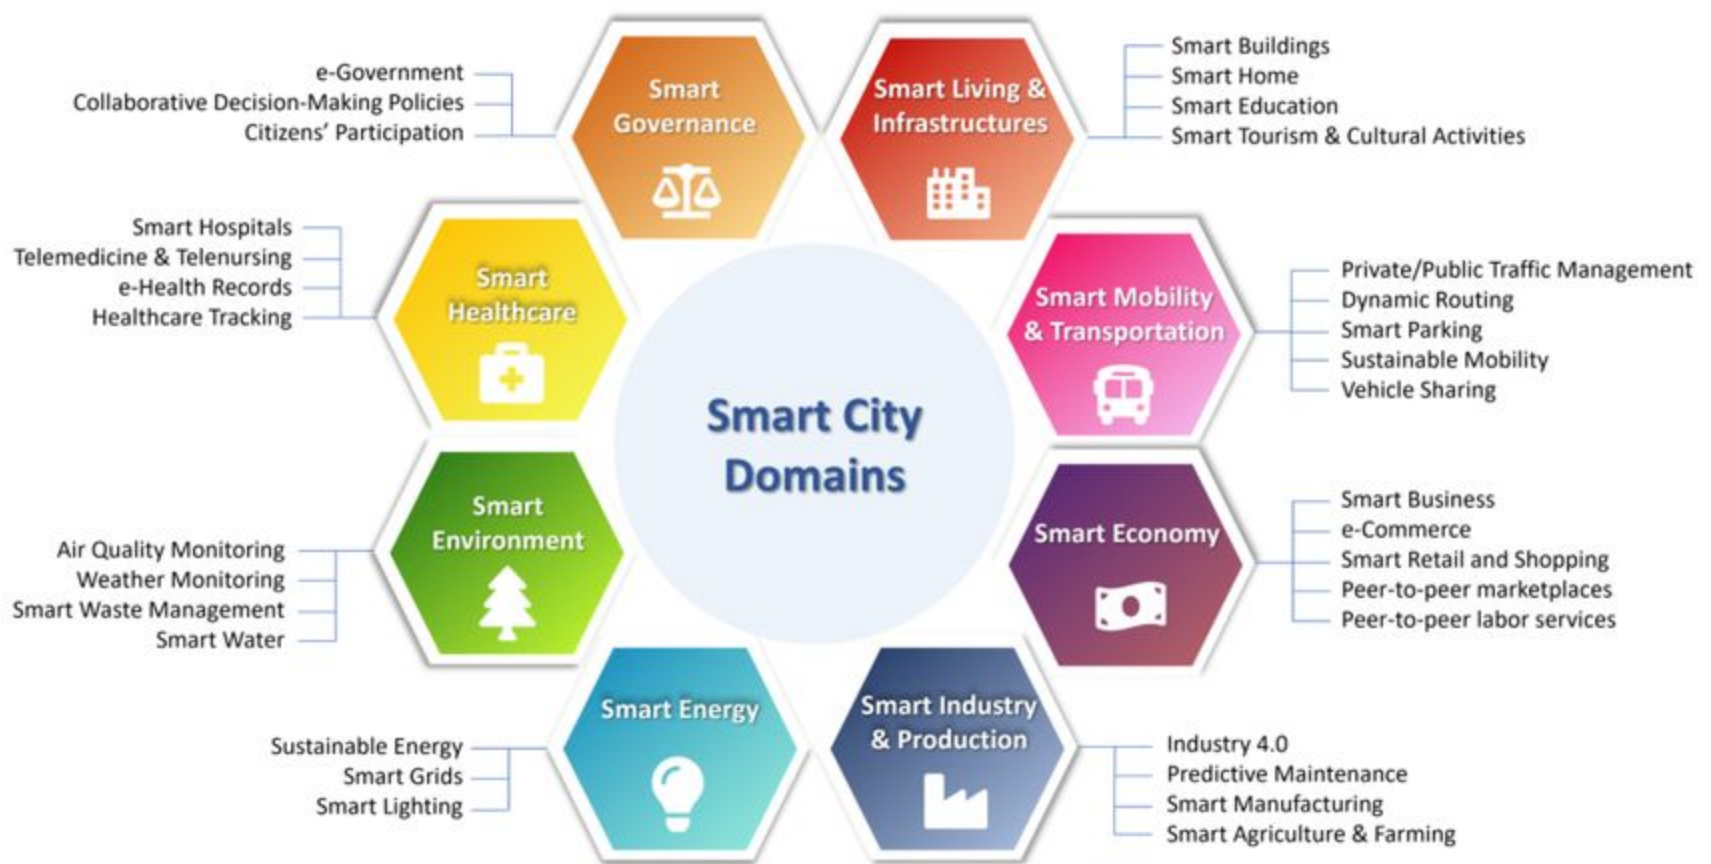 Smart
Governance
e-Government
Collaborative Decision-Making Policies
Citizens' Participation
Smart Living &
Infrastructures
Smart Buildings
Smart Home
Smart Education
Smart Tourism & Cultural Activities
Smart Hospitals
Telemedicine & Telenursing
e-Health Records
Healthcare Tracking
Smart
Healthcare
Smart Mobility
& Transportation
Private/Public Traffic Management
Dynamic Routing
Smart Parking
Sustainable Mobility
Vehicle Sharing
Smart City
Domains
Smart
Environment
Air Quality Monitoring
Weather Monitoring
Smart Waste Management
Smart Water
Smart Economy
Smart Business
e-Commerce
Smart Retail and Shopping
Peer-to-peer marketplaces
Peer-to-peer labor services
Smart Energy
Sustainable Energy
Smart Grids
Smart Lighting
Smart Industry
& Production
Industry 4.0
Predictive Maintenance
Smart Manufacturing
Smart Agriculture & Farming